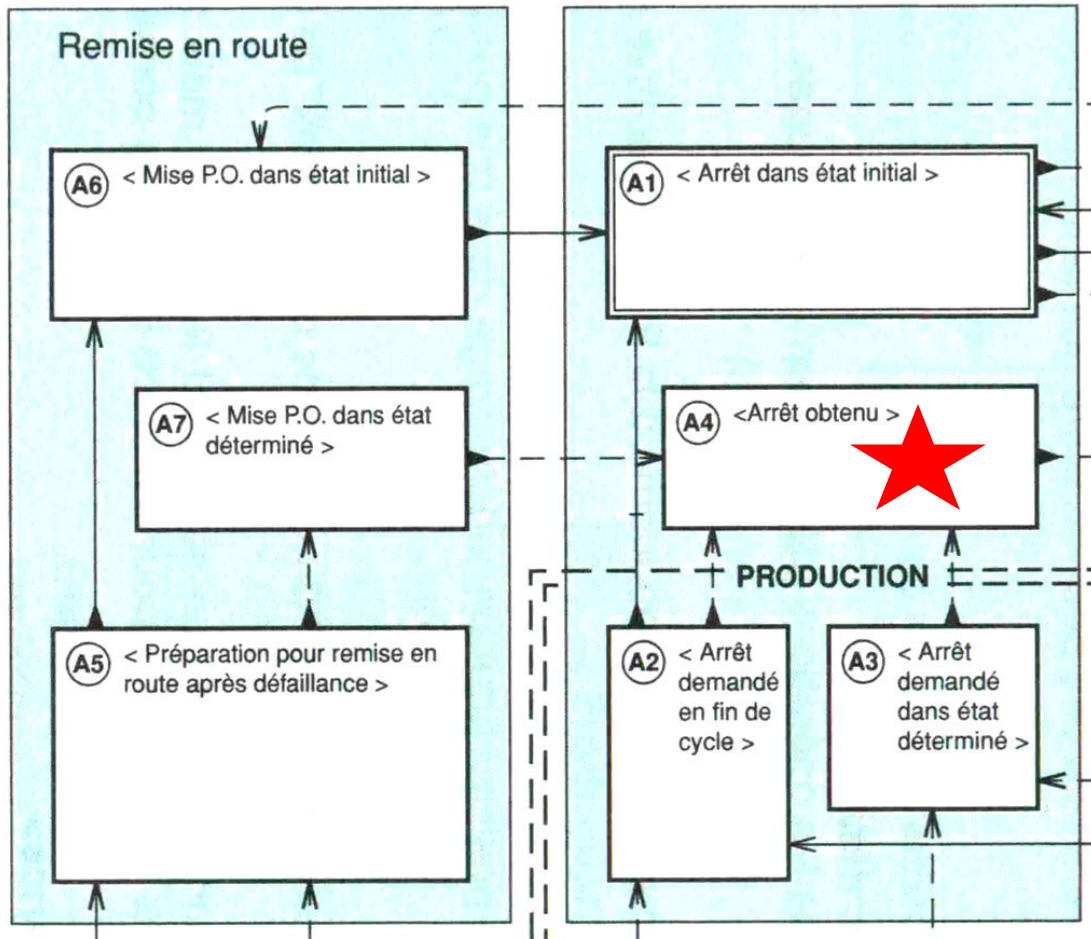 Remise en route
A6 < Mise P.O. dans état initial >
A1 < Arrêt dans état initial >
A7 < Mise P.O. dans état
déterminé >
A4 <Arrêt obtenu >
PRODUCTION
A5 < Préparation pour remise en
route après défaillance >
A2 < Arrêt
demandé
en fin de
cycle >
A3 < Arrêt
demandé
dans état
déterminé >